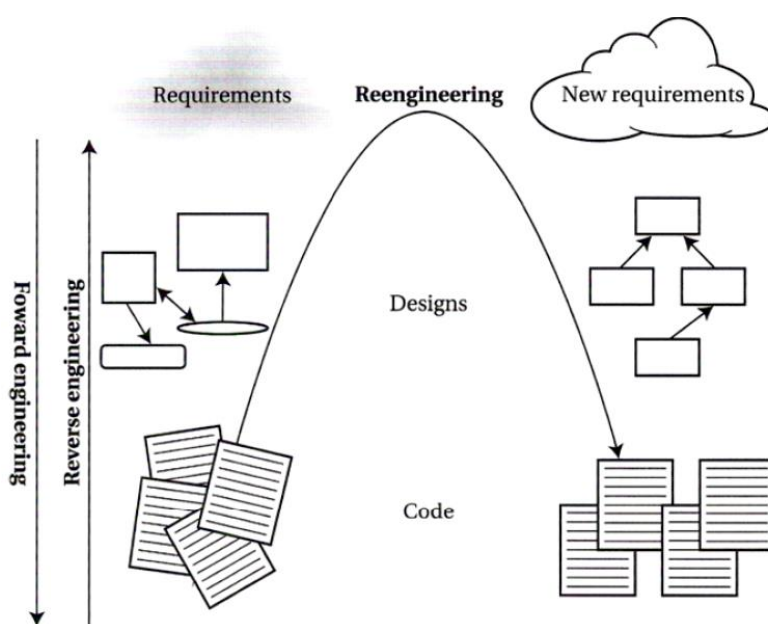 Requirements
Reengineering
New requirements
Foward engineering
Reverse engineering
Designs
Code